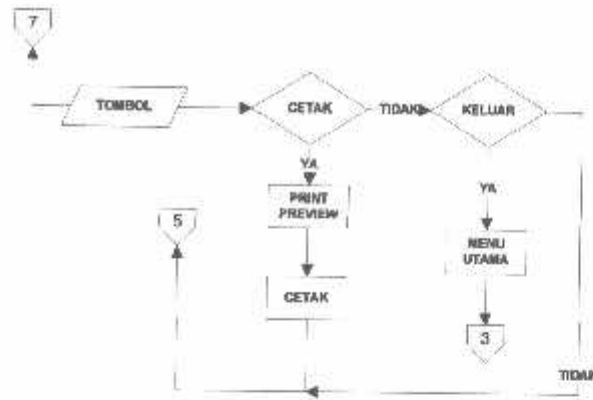 7
TOMBOL
CETAK
TIDAK
KELUAR
YA
PRINT
PREVIEW
YA
5
MENU
UTAMA
CETAK
3
TIDAK